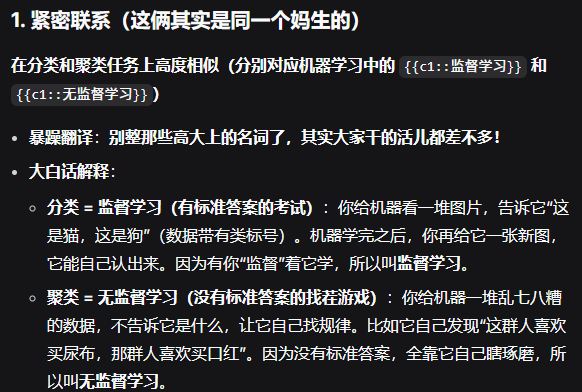 1. 紧密联系（这俩其实是同一个妈生的）
在分类和聚类任务上高度相似（分别对应机器学习中的 {{c1::监督学习}} 和
{{c1::无监督学习}}）
• 暴躁翻译：别整那些高大上的名词了，其实大家干的活儿都差不多！
• 大白话解释：
○ 分类 = 监督学习（有标准答案的考试）：你给机器看一堆图片，告诉它“这
是猫，这是狗”（数据带有类标号）。机器学完之后，你再给它一张新图，
它能自己认出来。因为有你“监督”着它学，所以叫监督学习。
○ 聚类 = 无监督学习（没有标准答案的找茬游戏）：你给机器一堆乱七八糟
的数据，不告诉它是什么，让它自己找规律。比如它自己发现“这群人喜欢
买尿布，那群人喜欢买口红”。因为没有标准答案，全靠它自己瞎琢磨，所
以叫无监督学习。